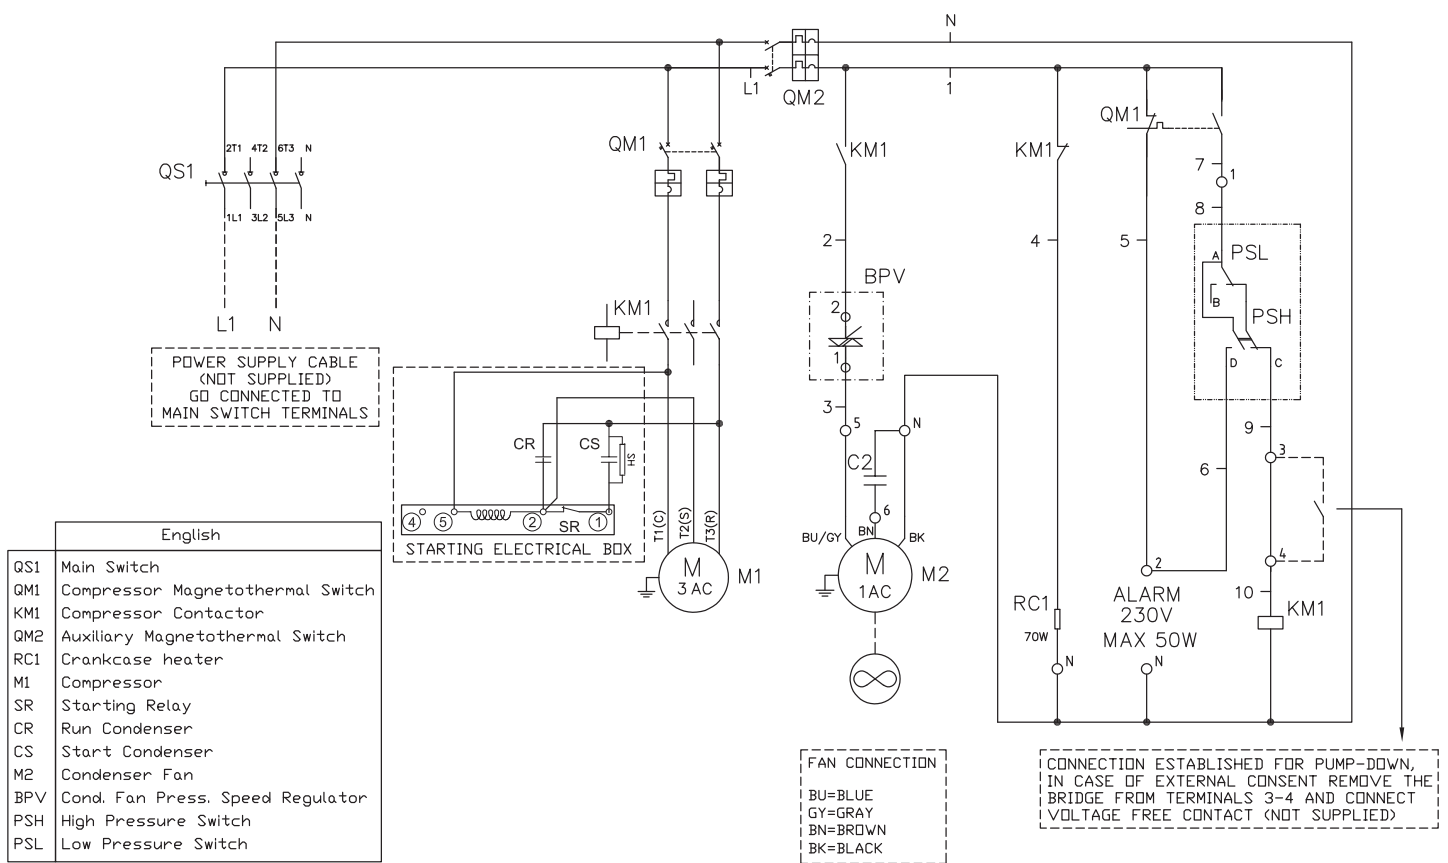 N
L1
QM2
1
QS1
2T1 4T2 6T3 N
1L1 3L2 5L3 N
L1 N
POWER SUPPLY CABLE
(NOT SUPPLIED)
GO CONNECTED TO
MAIN SWITCH TERMINALS
QM1
KM1
CR
CS
HS
4
5
2
SR
1
STARTING ELECTRICAL BOX
T1(C)
T2(S)
T3(R)
M
3 AC
M1
KM1
2
BPV
2
1
3
5
N
C2
6
BU/GY
BN
BK
M
1AC
M2
KM1
4
RC1
70W
N
QM1
5
6
2
ALARM
230V
MAX 50W
N
7
1
8
A
PSL
B
PSH
D
C
9
3
4
10
KM1
English
QS1 Main Switch
QM1 Compressor Magnetothermal Switch
KM1 Compressor Contactor
QM2 Auxiliary Magnetothermal Switch
RC1 Crankcase heater
M1 Compressor
SR Starting Relay
CR Run Condenser
CS Start Condenser
M2 Condenser Fan
BPV Cond. Fan Press. Speed Regulator
PSH High Pressure Switch
PSL Low Pressure Switch
FAN CONNECTION
BU=BLUE
GY=GRAY
BN=BROWN
BK=BLACK
CONNECTION ESTABLISHED FOR PUMP-DOWN,
IN CASE OF EXTERNAL CONSENT REMOVE THE
BRIDGE FROM TERMINALS 3-4 AND CONNECT
VOLTAGE FREE CONTACT (NOT SUPPLIED)